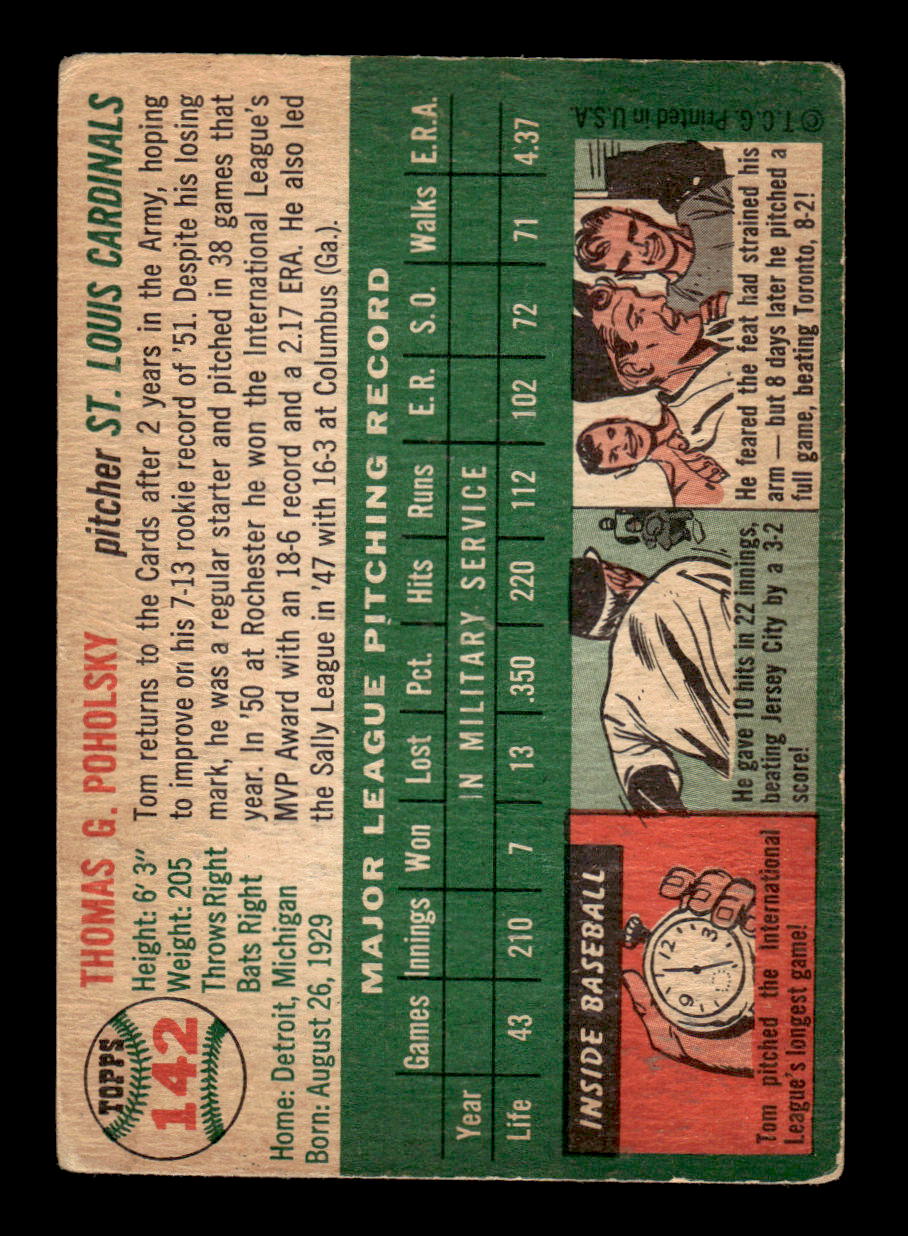 TOPPS
142
THOMAS G. POHOLSKY
pitcher ST. LOUIS CARDINALS
Height: 6' 3"
Weight: 205
Throws Right
Bats Right
Home: Detroit, Michigan
Born: August 26, 1929
Tom returns to the Cards after 2 years in the Army, hoping
to improve on his 7-13 rookie record of '51. Despite his losing
mark, he was a regular starter and pitched in 38 games that
year. In '50 at Rochester he won the International League's
MVP Award with an 18-6 record and a 2.17 ERA. He also led
the Sally League in '47 with 16-3 at Columbus (Ga.).
MAJOR LEAGUE PITCHING RECORD
Games Innings Won Lost Pct. Hits Runs E. R. S. O. Walks E.R.A.
Year IN MILITARY SERVICE
Life 43 210 7 13 .350 220 112 102 72 71 4.37
INSIDE BASEBALL
12
3
9
Tom pitched the International
League's longest game!
He gave 10 hits in 22 innings,
beating Jersey City by a 3-2
score!
He feared the feat had strained his
arm — but 8 days later he pitched a
full game, beating Toronto, 8-2!
© T. C. G. Printed in U.S.A.